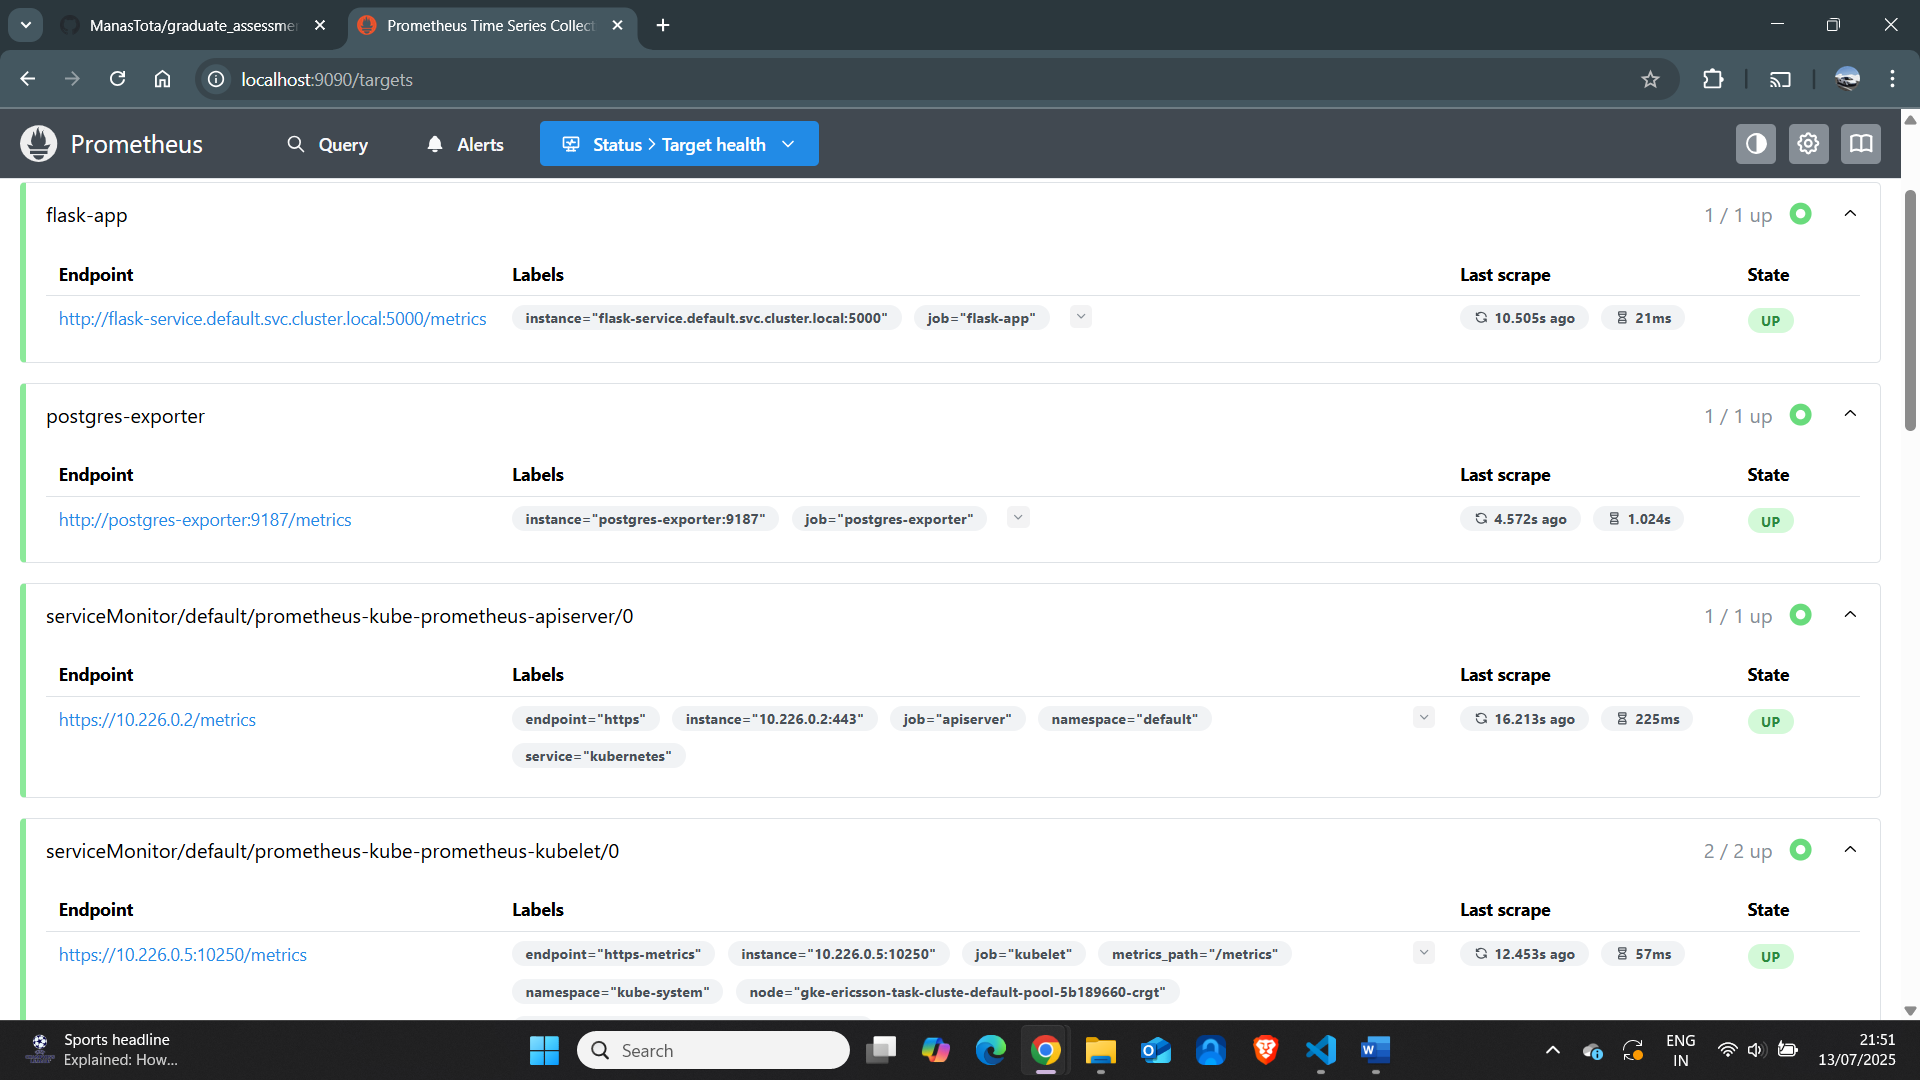 ManasTota/graduate_assessmen
Prometheus Time Series Collect
localhost:9090/targets
Prometheus
Query
Alerts
Status > Target health
flask-app
1 / 1 up
Endpoint Labels Last scrape State
http://flask-service.default.svc.cluster.local:5000/metrics instance="flask-service.default.svc.cluster.local:5000" job="flask-app" 10.505s ago 21ms UP
postgres-exporter
1 / 1 up
Endpoint Labels Last scrape State
http://postgres-exporter:9187/metrics instance="postgres-exporter:9187" job="postgres-exporter" 4.572s ago 1.024s UP
serviceMonitor/default/prometheus-kube-prometheus-apiserver/0
1 / 1 up
Endpoint Labels Last scrape State
https://10.226.0.2/metrics endpoint="https" instance="10.226.0.2:443" job="apiserver" namespace="default" 16.213s ago 225ms UP
service="kubernetes"
serviceMonitor/default/prometheus-kube-prometheus-kubelet/0
2 / 2 up
Endpoint Labels Last scrape State
https://10.226.0.5:10250/metrics endpoint="https-metrics" instance="10.226.0.5:10250" job="kubelet" metrics_path="/metrics" 12.453s ago 57ms UP
namespace="kube-system" node="gke-ericsson-task-cluste-default-pool-5b189660-crgt"
Sports headline
Explained: How...
Search
ENG
IN
21:51
13/07/2025